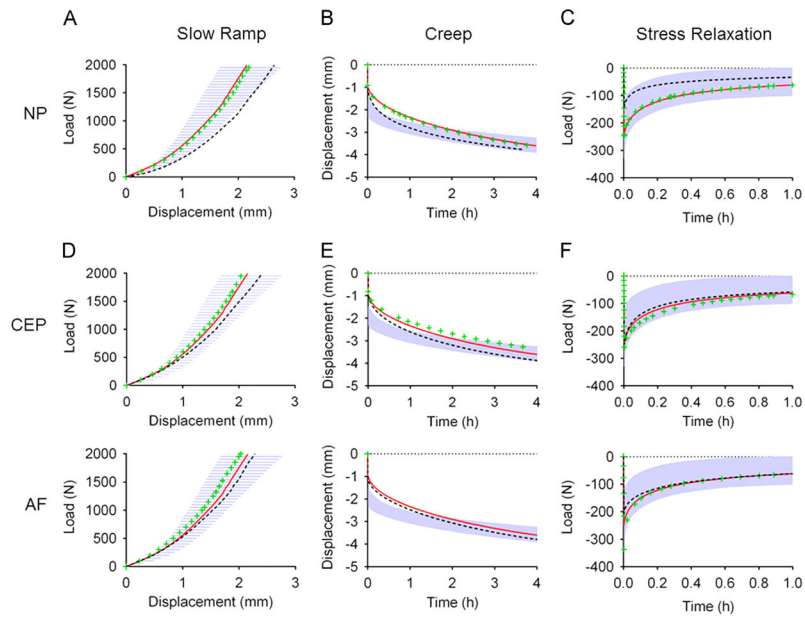 A B C
Slow Ramp Creep Stress Relaxation
NP
Load (N)
2000
1500
1000
500
0
0 1 2 3
Displacement (mm)
Displacement (mm)
0
-1
-2
-3
-4
-5
0 1 2 3 4
Time (h)
Load (N)
0
-100
-200
-300
-400
0.0 0.2 0.4 0.6 0.8 1.0
Time (h)
D E F
CEP
Load (N)
2000
1500
1000
500
0
0 1 2 3
Displacement (mm)
Displacement (mm)
0
-1
-2
-3
-4
-5
0 1 2 3 4
Time (h)
Load (N)
0
-100
-200
-300
-400
0.0 0.2 0.4 0.6 0.8 1.0
Time (h)
AF
Load (N)
2000
1500
1000
500
0
0 1 2 3
Displacement (mm)
Displacement (mm)
0
-1
-2
-3
-4
-5
0 1 2 3 4
Time (h)
Load (N)
0
-100
-200
-300
-400
0.0 0.2 0.4 0.6 0.8 1.0
Time (h)